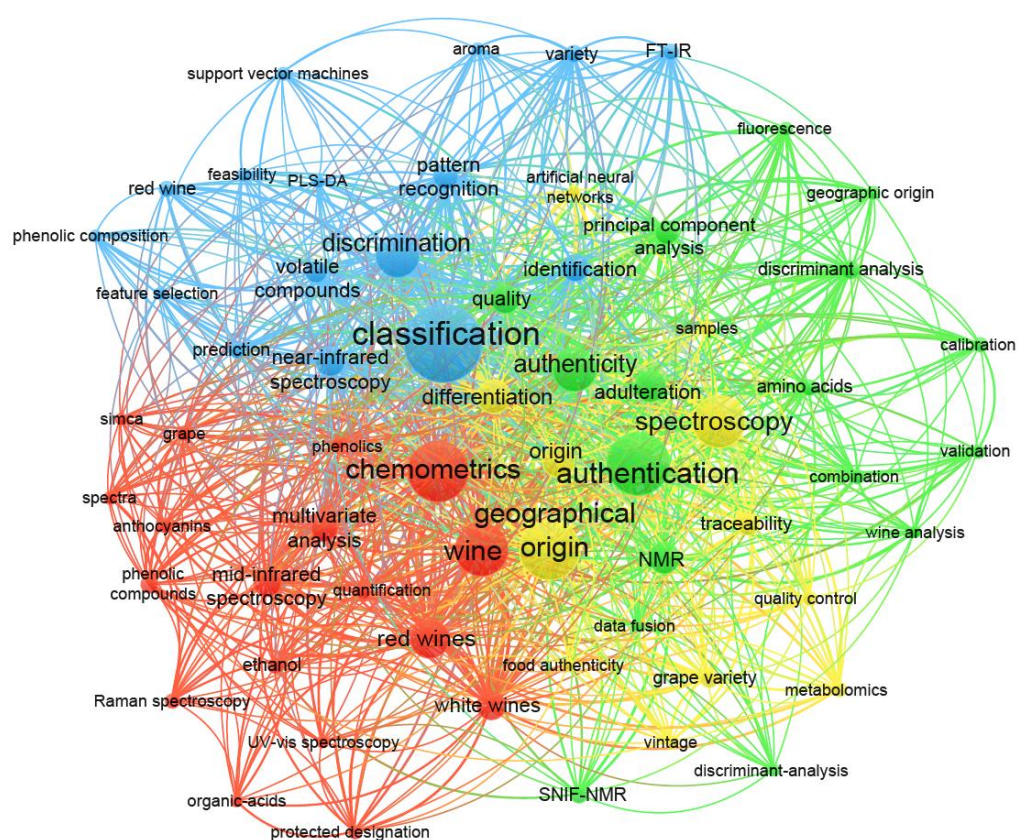 aroma
variety
FT-IR
support vector machines
fluorescence
pattern
recognition
artificial neural
networks
feasibility
PLS-DA
red wine
geographic origin
principal component
analysis
phenolic composition
discrimination
volatile
compounds
identification
discriminant analysis
feature selection
quality
classification
samples
calibration
prediction
near-infrared
spectroscopy
authenticity
differentiation
adulteration
amino acids
simca
grape
phenolics
spectroscopy
origin
validation
chemometrics
authentication
combination
spectra
anthocyanins
multivariate
analysis
geographical
origin
traceability
wine analysis
wine
NMR
phenolic
compounds
mid-infrared
spectroscopy
quantification
quality control
red wines
data fusion
ethanol
food authenticity
grape variety
metabolomics
Raman spectroscopy
white wines
UV-vis spectroscopy
vintage
discriminant-analysis
organic-acids
SNIF-NMR
protected designation